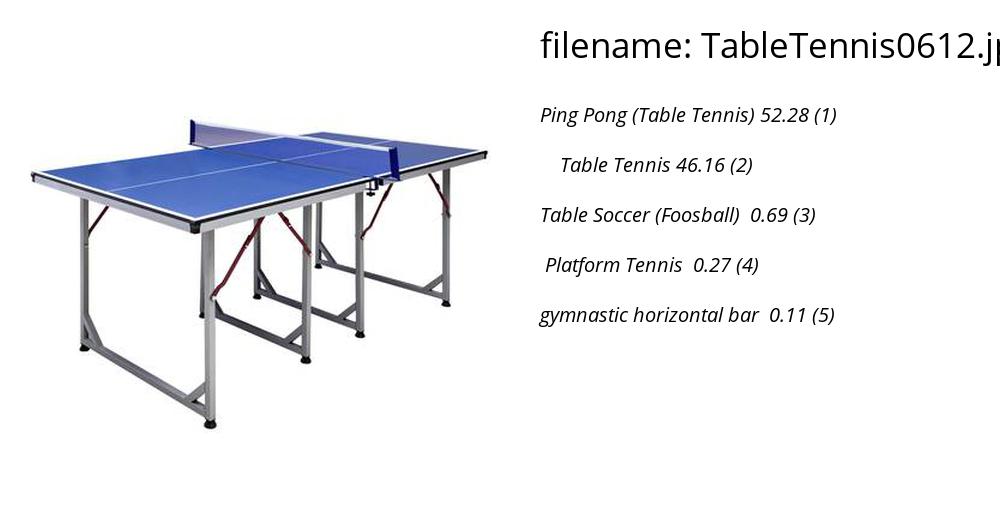 filename: TableTennis0612.jp
Ping Pong (Table Tennis) 52.28 (1)
Table Tennis 46.16 (2)
Table Soccer (Foosball) 0.69 (3)
Platform Tennis 0.27 (4)
gymnastic horizontal bar 0.11 (5)